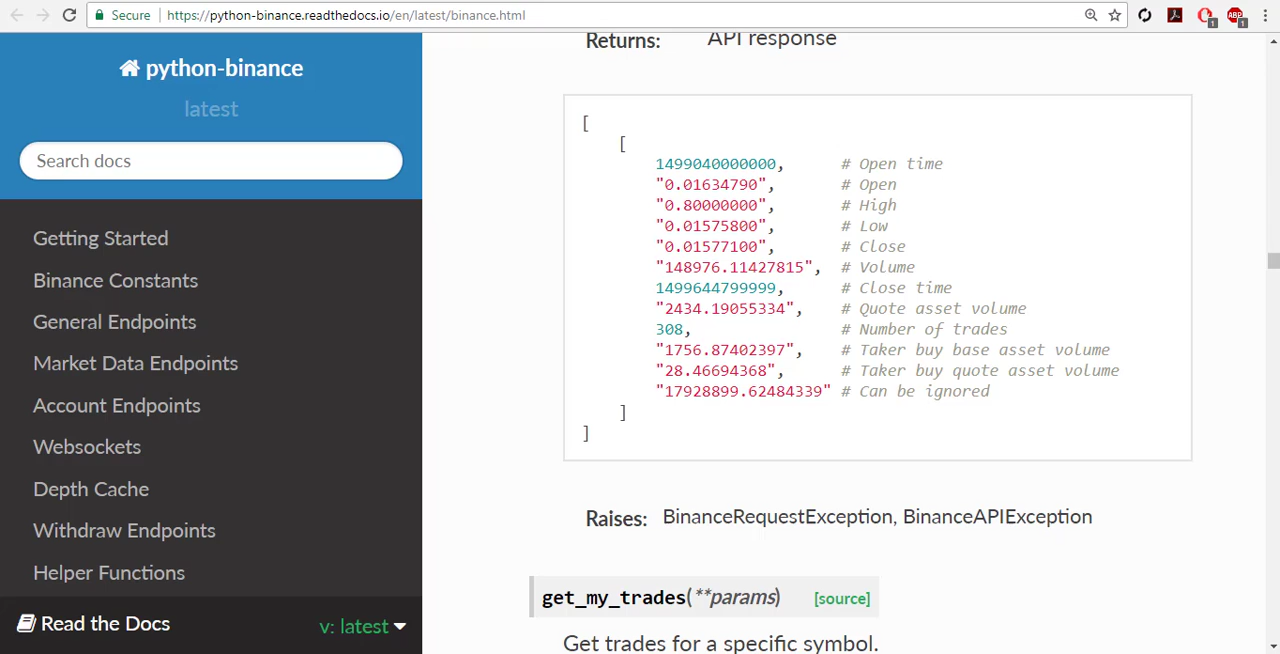 Secure https://python-binance.readthedocs.io/en/latest/binance.html
python-binance
latest
Search docs
Getting Started
Binance Constants
General Endpoints
Market Data Endpoints
Account Endpoints
Websockets
Depth Cache
Withdraw Endpoints
Helper Functions
Read the Docs v: latest
Returns: API response
[
[
1499040000000, # Open time
"0.01634790", # Open
"0.80000000", # High
"0.01575800", # Low
"0.01577100", # Close
"148976.11427815", # Volume
1499644799999, # Close time
"2434.19055334", # Quote asset volume
308, # Number of trades
"1756.87402397", # Taker buy base asset volume
"28.46694368", # Taker buy quote asset volume
"17928899.62484339" # Can be ignored
]
]
Raises: BinanceRequestException, BinanceAPIException
get_my_trades(**params) [source]
Get trades for a specific symbol.